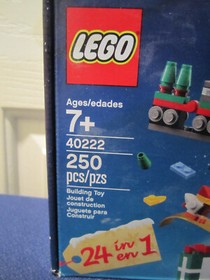 LEGO
Ages/edades
7+
40222
250
pcs/pzs
Building Toy
Jouet de
construction
Juguete para
Construir
24 in
en 1